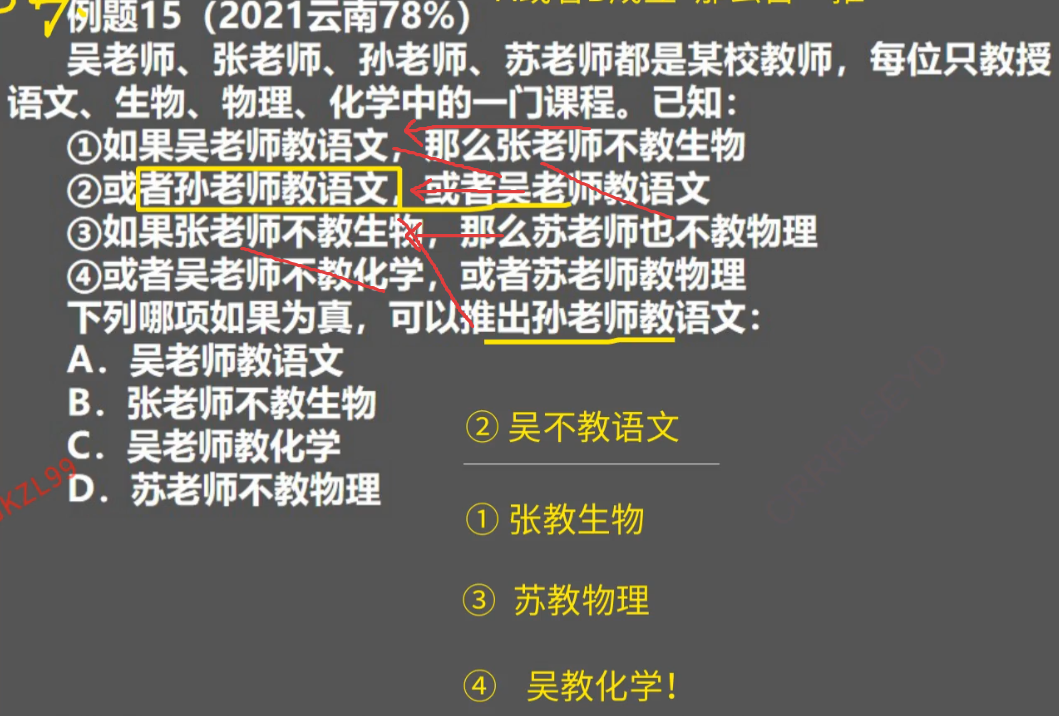 例题15（2021云南78%）
吴老师、张老师、孙老师、苏老师都是某校教师，每位只教授
语文、生物、物理、化学中的一门课程。已知：
①如果吴老师教语文，那么张老师不教生物
②或者孙老师教语文，或者吴老师教语文
③如果张老师不教生物，那么苏老师也不教物理
④或者吴老师不教化学，或者苏老师教物理
下列哪项如果为真，可以推出孙老师教语文：
A．吴老师教语文
B．张老师不教生物
C．吴老师教化学
D．苏老师不教物理
② 吴不教语文
① 张教生物
③ 苏教物理
④ 吴教化学！
KZL99